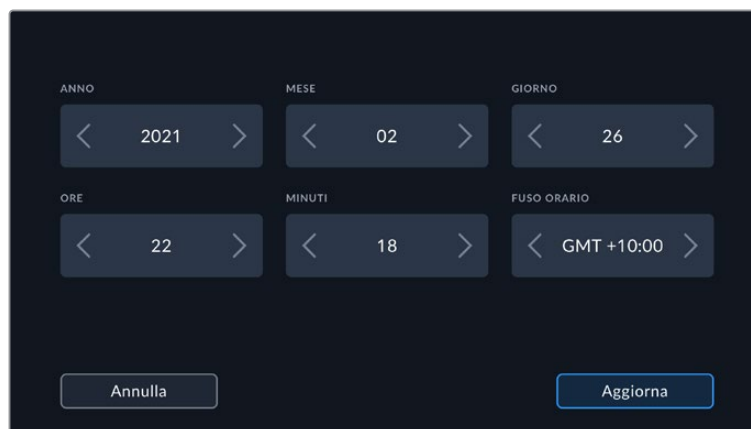 ANNO MESE GIORNO
2021 02 26
ORE MINUTI FUSO ORARIO
22 18 GMT +10:00
Annulla Aggiorna